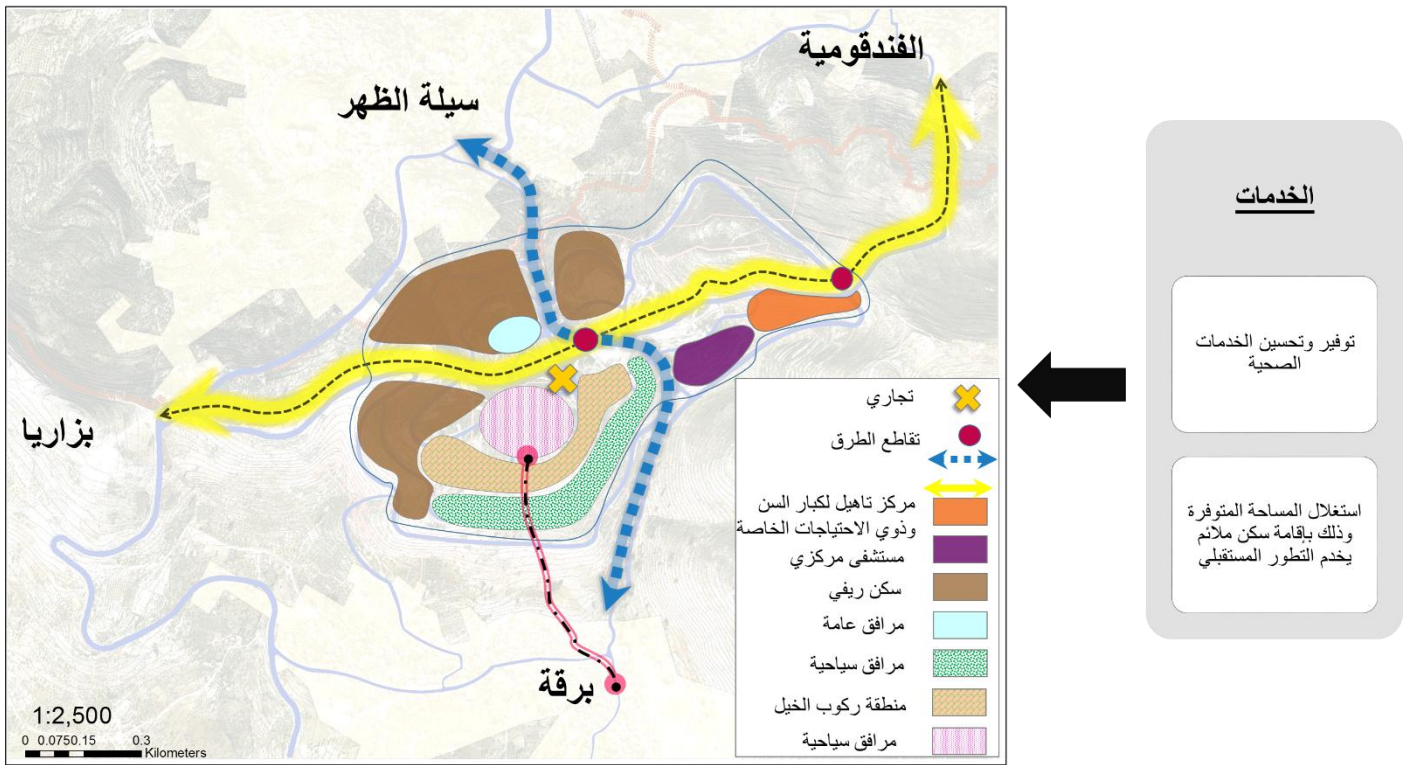 الفندقومية
سيلة الظهر
بزاريا
برقة
1:2,500
0 0.075 0.15 0.3
Kilometers
تجاري
تقاطع الطرق
مركز تاهيل لكبار السن
وذوي الاحتياجات الخاصة
مستشفى مركزي
سكن ريفي
مرافق عامة
مرافق سياحية
منطقة ركوب الخيل
مرافق سياحية
الخدمات
توفير وتحسين الخدمات
الصحية
استغلال المساحة المتوفرة
وذلك بإقامة سكن ملائم
يخدم التطور المستقبلي